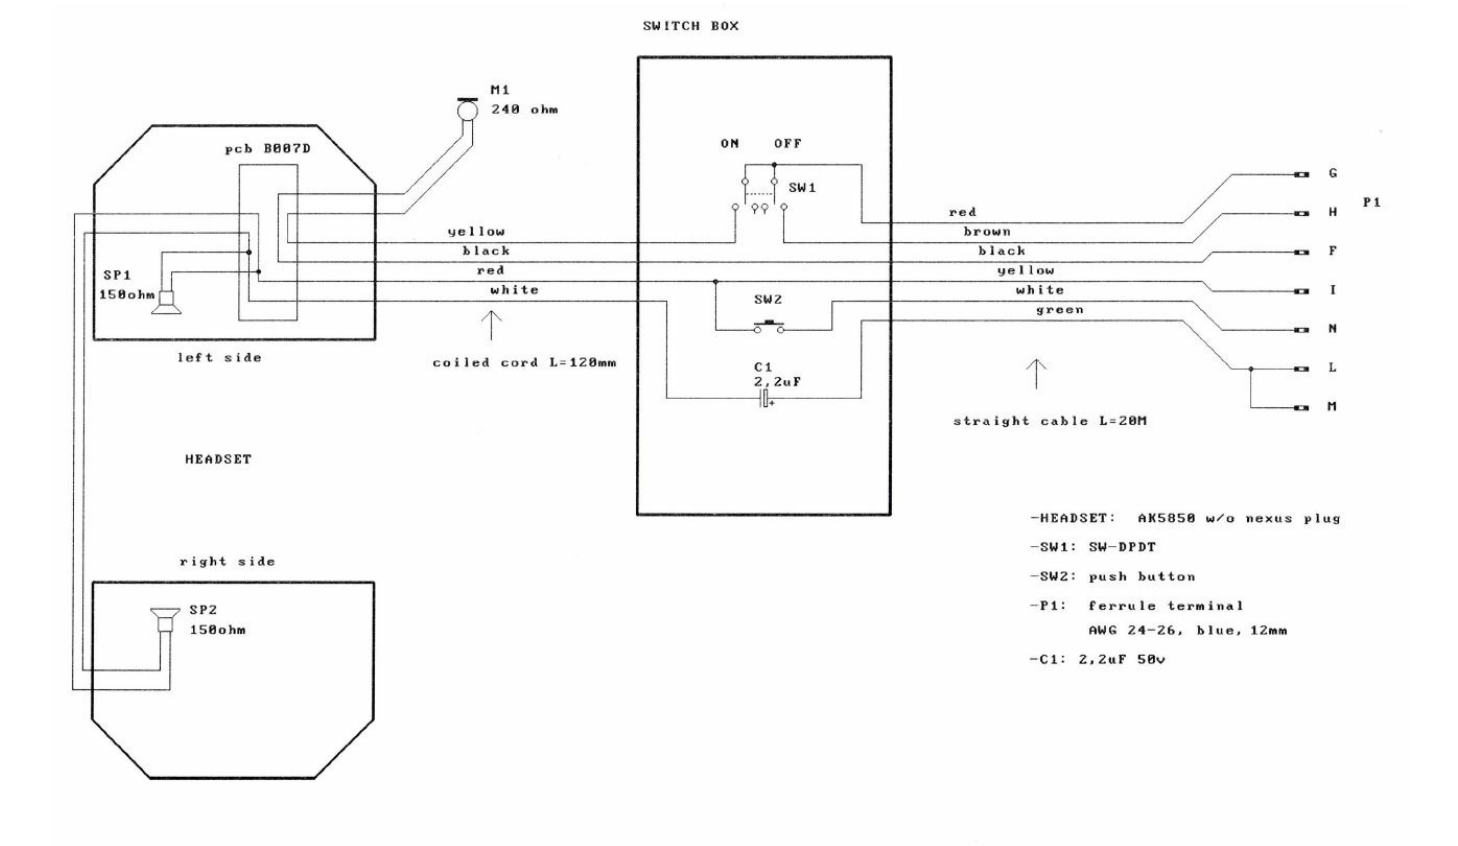 SWITCH BOX
M1
240 ohm
pcb B007D
ON OFF
SW1
G
P1
H
red
yellow
brown
black
black
F
SP1
150ohm
red
yellow
I
white
white
SW2
green
N
left side
coiled cord L=120mm
C1
2,2uF
L
M
straight cable L=20M
HEADSET
-HEADSET: AK5850 w/o nexus plug
-SW1: SW-DPDT
right side
-SW2: push button
SP2
150ohm
-P1: ferrule terminal
AWG 24-26, blue, 12mm
-C1: 2,2uF 50v